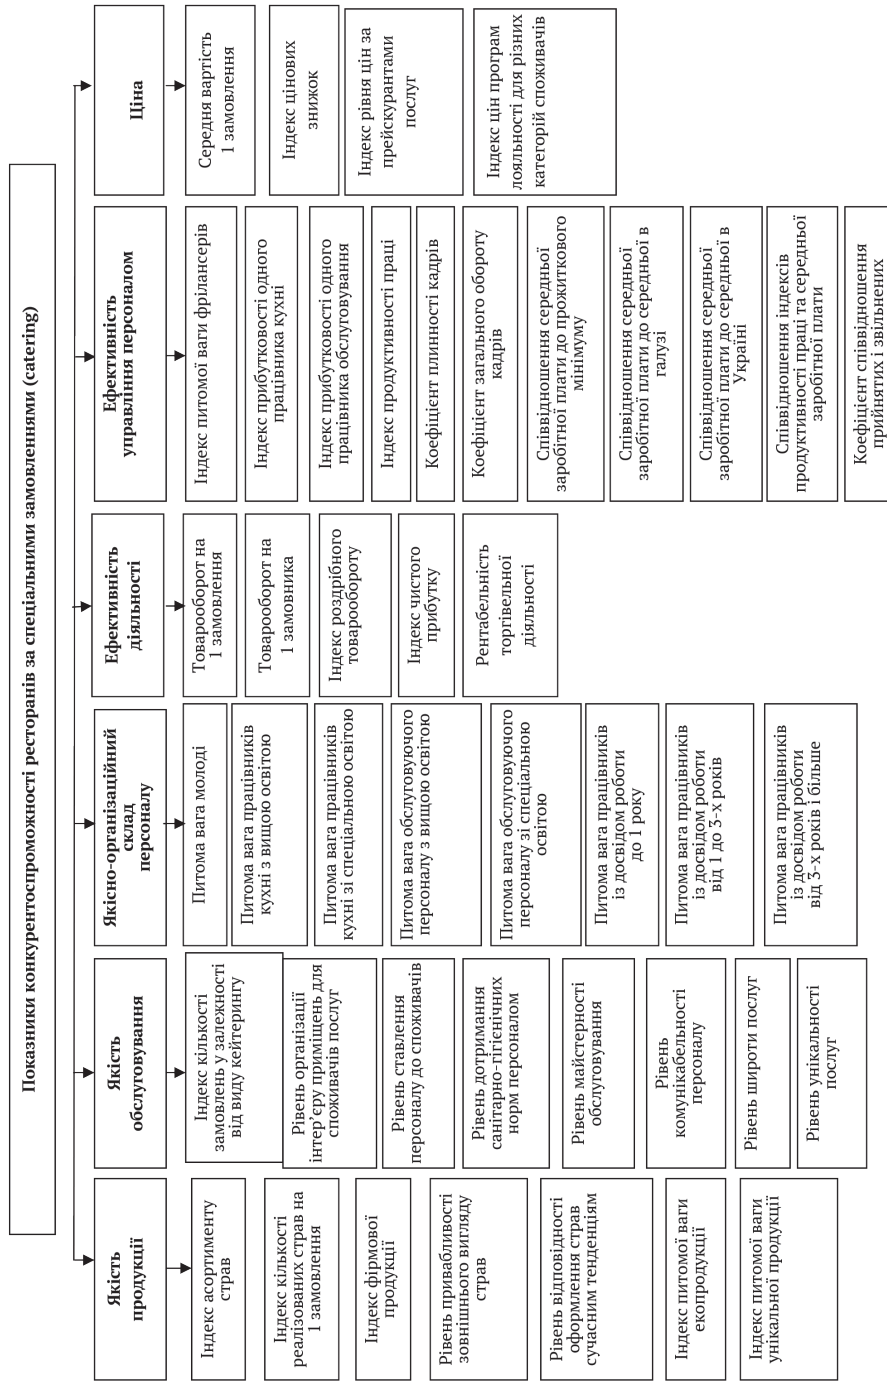 Показники конкурентоспроможності ресторанів за спеціальними замовленнями (catering)
Якість
продукції
Індекс асортименту
страв
Індекс кількості
реалізованих страв на
1 замовлення
Індекс фірмової
продукції
Рівень привабливості
зовнішнього вигляду
страв
Рівень відповідності
оформлення страв
сучасним тенденціям
Індекс питомої ваги
екопродукції
Індекс питомої ваги
унікальної продукції
Якість
обслуговування
Індекс кількості
замовлень у залежності
від виду кейтерингу
Рівень організації
інтер’єру приміщень для
споживачів послуг
Рівень ставлення
персоналу до споживачів
Рівень дотримання
санітарно-гігієнічних
норм персоналом
Рівень майстерності
обслуговування
Рівень
комунікабельності
персоналу
Рівень широти послуг
Рівень унікальності
послуг
Якісно-організаційний
склад
персоналу
Питома вага молоді
Питома вага працівників
кухні з вищою освітою
Питома вага працівників
кухні зі спеціальною освітою
Питома вага обслуговуючого
персоналу з вищою освітою
Питома вага обслуговуючого
персоналу зі спеціальною
освітою
Питома вага працівників
із досвідом роботи
до 1 року
Питома вага працівників
із досвідом роботи
від 1 до 3-х років
Питома вага працівників
із досвідом роботи
від 3-х років і більше
Ефективність
діяльності
Товарооборот на
1 замовлення
Товарооборот на
1 замовника
Індекс роздрібного
товарообороту
Індекс чистого
прибутку
Рентабельність
торгівельної
діяльності
Ефективність
управління персоналом
Індекс питомої ваги фрілансерів
Індекс прибутковості одного
працівника кухні
Індекс прибутковості одного
працівника обслуговування
Індекс продуктивності праці
Коефіцієнт плинності кадрів
Коефіцієнт загального обороту
кадрів
Співвідношення середньої
заробітної плати до прожиткового
мінімуму
Співвідношення середньої
заробітної плати до середньої в
галузі
Співвідношення середньої
заробітної плати до середньої в
Україні
Співвідношення індексів
продуктивності праці та середньої
заробітної плати
Коефіцієнт співвідношення
прийнятих і звільнених
Ціна
Середня вартість
1 замовлення
Індекс цінових
знижок
Індекс рівня цін за
прейскурантами
послуг
Індекс цін програм
лояльності для різних
категорій споживачів